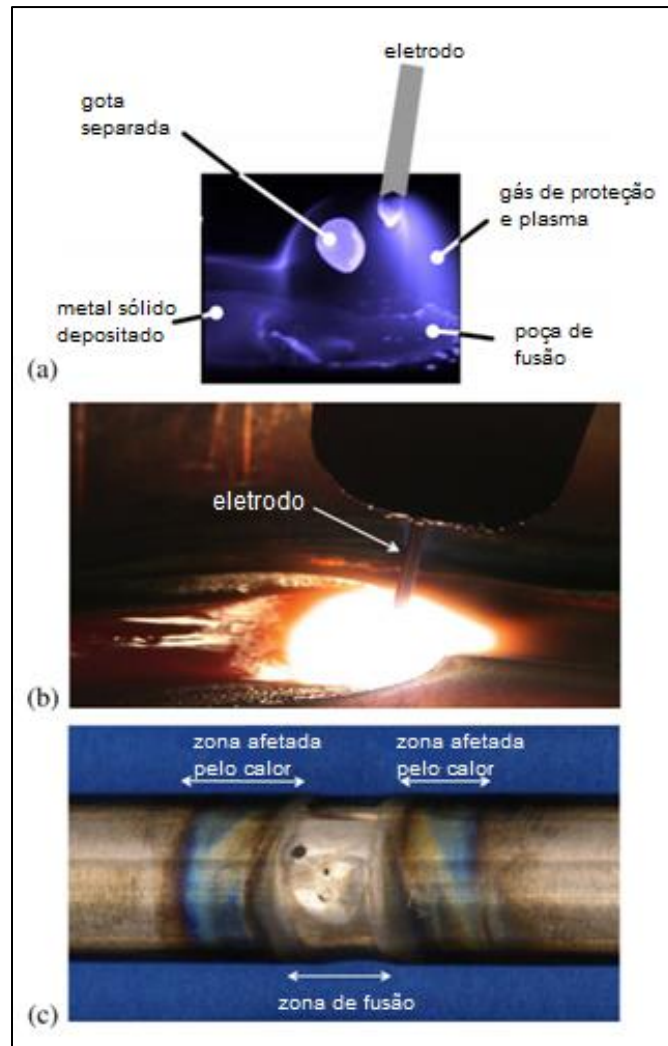 eletrodo
gota
separada
gás de proteção
e plasma
metal sólido
depositado
poça de
fusão
(a)
eletrodo
(b)
zona afetada
pelo calor
zona afetada
pelo calor
zona de fusão
(c)